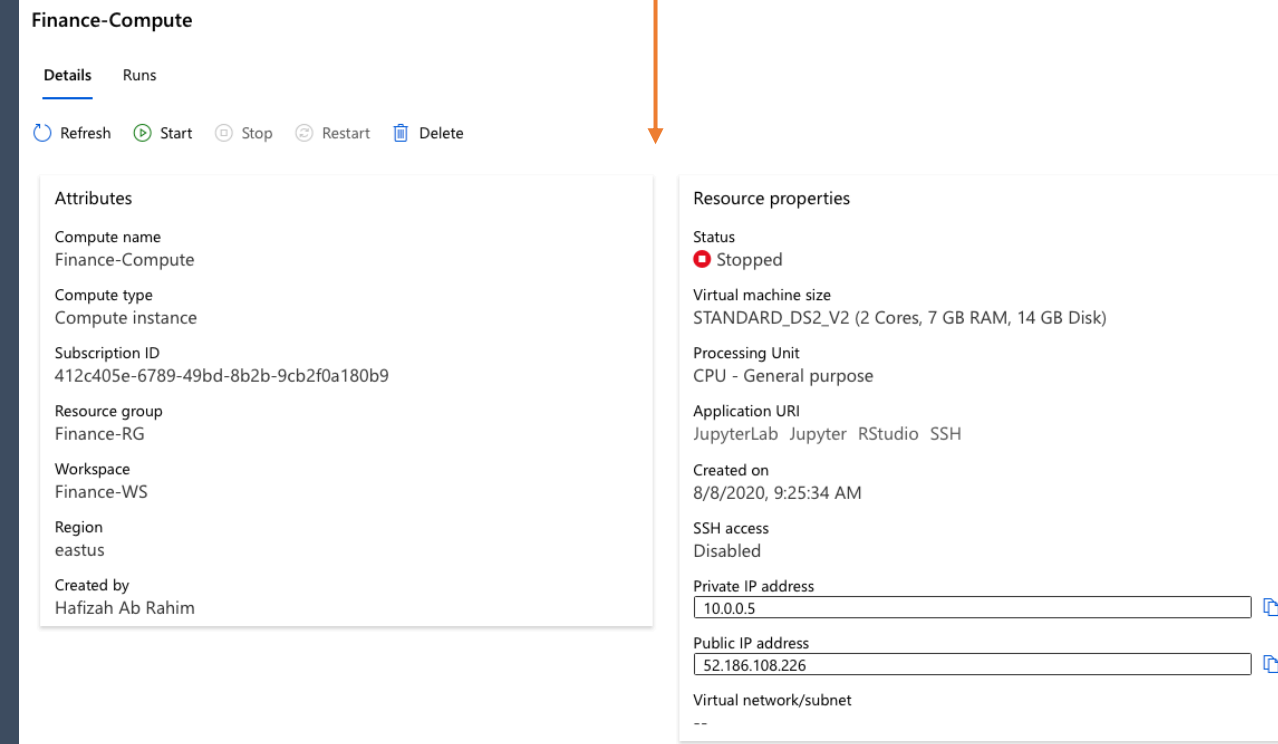 Finance-Compute
Details Runs
Refresh Start Stop Restart Delete
Attributes
Compute name
Finance-Compute
Compute type
Compute instance
Subscription ID
412c405e-6789-49bd-8b2b-9cb2f0a180b9
Resource group
Finance-RG
Workspace
Finance-WS
Region
eastus
Created by
Hafizah Ab Rahim
Resource properties
Status
Stopped
Virtual machine size
STANDARD_DS2_V2 (2 Cores, 7 GB RAM, 14 GB Disk)
Processing Unit
CPU - General purpose
Application URI
JupyterLab Jupyter RStudio SSH
Created on
8/8/2020, 9:25:34 AM
SSH access
Disabled
Private IP address
10.0.0.5
Public IP address
52.186.108.226
Virtual network/subnet
--